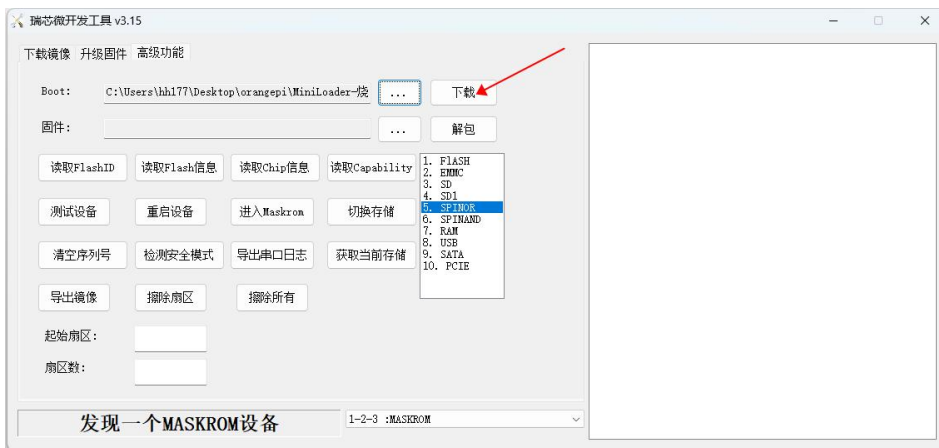 瑞芯微开发工具 v3.15
下载镜像 升级固件 高级功能
Boot: C:\Users\hh177\Desktop\orangepi\MiniLoader-烧 ... 下载
固件: ... 解包
读取FlashID 读取Flash信息 读取Chip信息 读取Capability
测试设备 重启设备 进入Maskrom 切换存储
清空序列号 检测安全模式 导出串口日志 获取当前存储
导出镜像 擦除扇区 擦除所有
1. FlASH
2. EMMC
3. SD
4. SD1
5. SPINOR
6. SPINAND
7. RAM
8. USB
9. SATA
10. PCIE
起始扇区:
扇区数:
发现一个MASKROM设备 1-2-3 :MASKROM